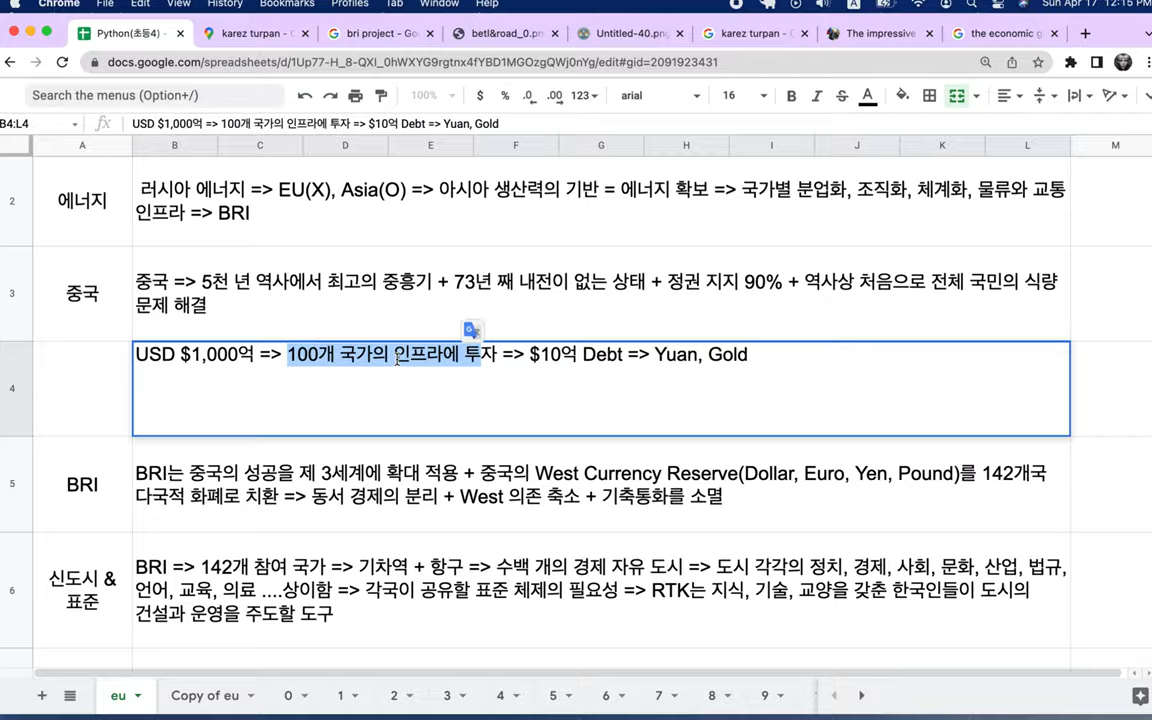 Chrome File Edit View History Bookmarks Profiles Tab Window Help Sun Apr 17 12:15 PM
Python(초등4) karez turpan - G bri project - Go betl&road_0.pn Untitled-40.pn karez turpan - G The impressive the economic g
docs.google.com/spreadsheets/d/1Up77-H_8-QXI_0hWXYG9rgtnx4fYBD1MGOzgQWj0nYg/edit#gid=2091923431
Search the menus (Option+/) 100% $ % .0 .00 123 arial 16 B I S A
B4:L4 fx USD $1,000억 => 100개 국가의 인프라에 투자 => $10억 Debt => Yuan, Gold
A B C D E F G H I J K L M
2 에너지 러시아 에너지 => EU(X), Asia(O) => 아시아 생산력의 기반 = 에너지 확보 => 국가별 분업화, 조직화, 체계화, 물류와 교통
인프라 => BRI
3 중국 중국 => 5천 년 역사에서 최고의 중흥기 + 73년 째 내전이 없는 상태 + 정권 지지 90% + 역사상 처음으로 전체 국민의 식량
문제 해결
4 USD $1,000억 => 100개 국가의 인프라에 투자 => $10억 Debt => Yuan, Gold
5 BRI BRI는 중국의 성공을 제 3세계에 확대 적용 + 중국의 West Currency Reserve(Dollar, Euro, Yen, Pound)를 142개국
다국적 화폐로 치환 => 동서 경제의 분리 + West 의존 축소 + 기축통화를 소멸
6 신도시 & 표준 BRI => 142개 참여 국가 => 기차역 + 항구 => 수백 개의 경제 자유 도시 => 도시 각각의 정치, 경제, 사회, 문화, 산업, 법규,
언어, 교육, 의료 ....상이함 => 각국이 공유할 표준 체제의 필요성 => RTK는 지식, 기술, 교양을 갖춘 한국인들이 도시의
건설과 운영을 주도할 도구
eu Copy of eu 0 1 2 3 4 5 6 7 8 9